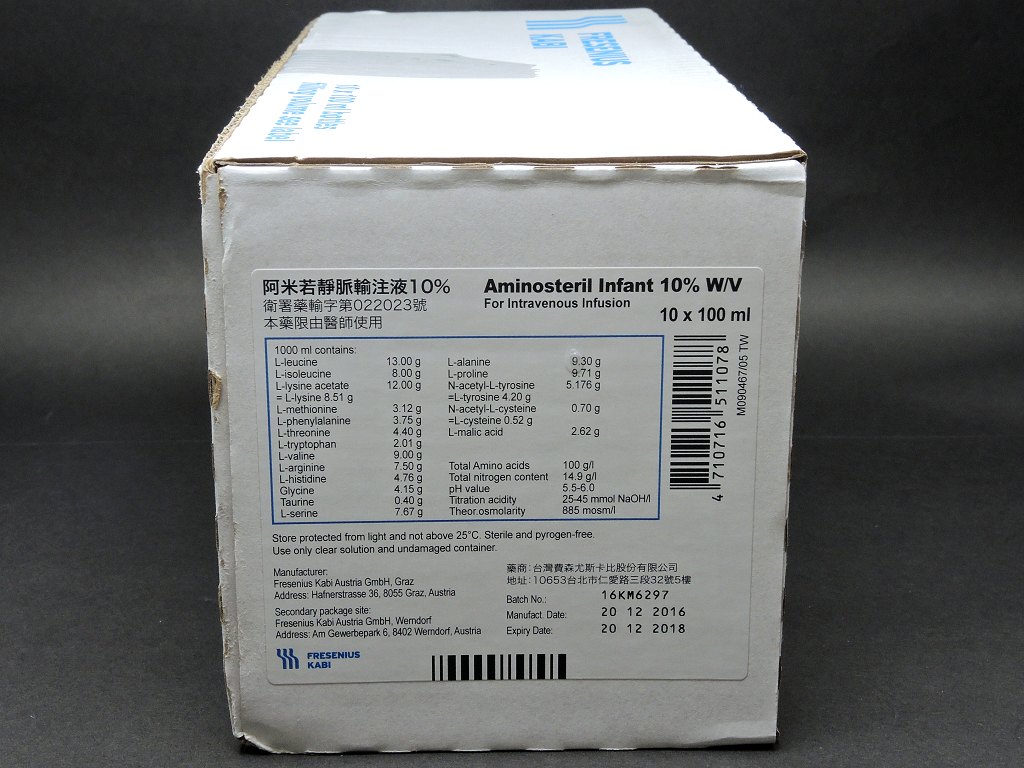 FRESENIUS
KABI
10 x 100 ml bottles
filling volume see label
阿米若靜脈輸注液10%
衛署藥輸字第022023號
本藥限由醫師使用
Aminosteril Infant 10% W/V
For Intravenous Infusion
10 x 100 ml
1000 ml contains:
L-leucine 13.00 g
L-isoleucine 8.00 g
L-lysine acetate 12.00 g
= L-lysine 8.51 g
L-methionine 3.12 g
L-phenylalanine 3.75 g
L-threonine 4.40 g
L-tryptophan 2.01 g
L-valine 9.00 g
L-arginine 7.50 g
L-histidine 4.76 g
Glycine 4.15 g
Taurine 0.40 g
L-serine 7.67 g
L-alanine 9.30 g
L-proline 9.71 g
N-acetyl-L-tyrosine 5.176 g
=L-tyrosine 4.20 g
N-acetyl-L-cysteine 0.70 g
=L-cysteine 0.52 g
L-malic acid 2.62 g
Total Amino acids 100 g/l
Total nitrogen content 14.9 g/l
pH value 5.5-6.0
Titration acidity 25-45 mmol NaOH/l
Theor.osmolarity 885 mosm/l
4 710716 511078
M090467/05 TW
Store protected from light and not above 25°C. Sterile and pyrogen-free.
Use only clear solution and undamaged container.
Manufacturer:
Fresenius Kabi Austria GmbH, Graz
Address: Hafnerstrasse 36, 8055 Graz, Austria
Secondary package site:
Fresenius Kabi Austria GmbH, Werndorf
Address: Am Gewerbepark 6, 8402 Werndorf, Austria
藥商:台灣費森尤斯卡比股份有限公司
地址:10653台北市仁愛路三段32號5樓
Batch No.: 16KM6297
Manufact. Date: 20 12 2016
Expiry Date: 20 12 2018
FRESENIUS
KABI